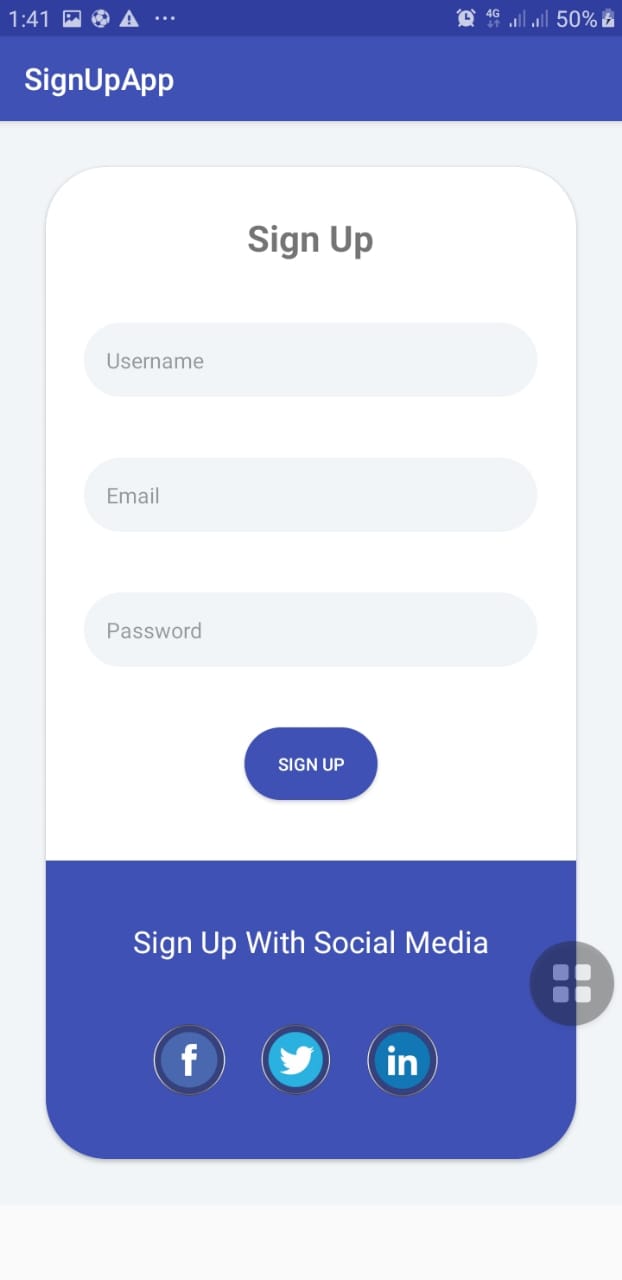 1:41 4G 50%
SignUpApp
Sign Up
Username
Email
Password
SIGN UP
Sign Up With Social Media
f in